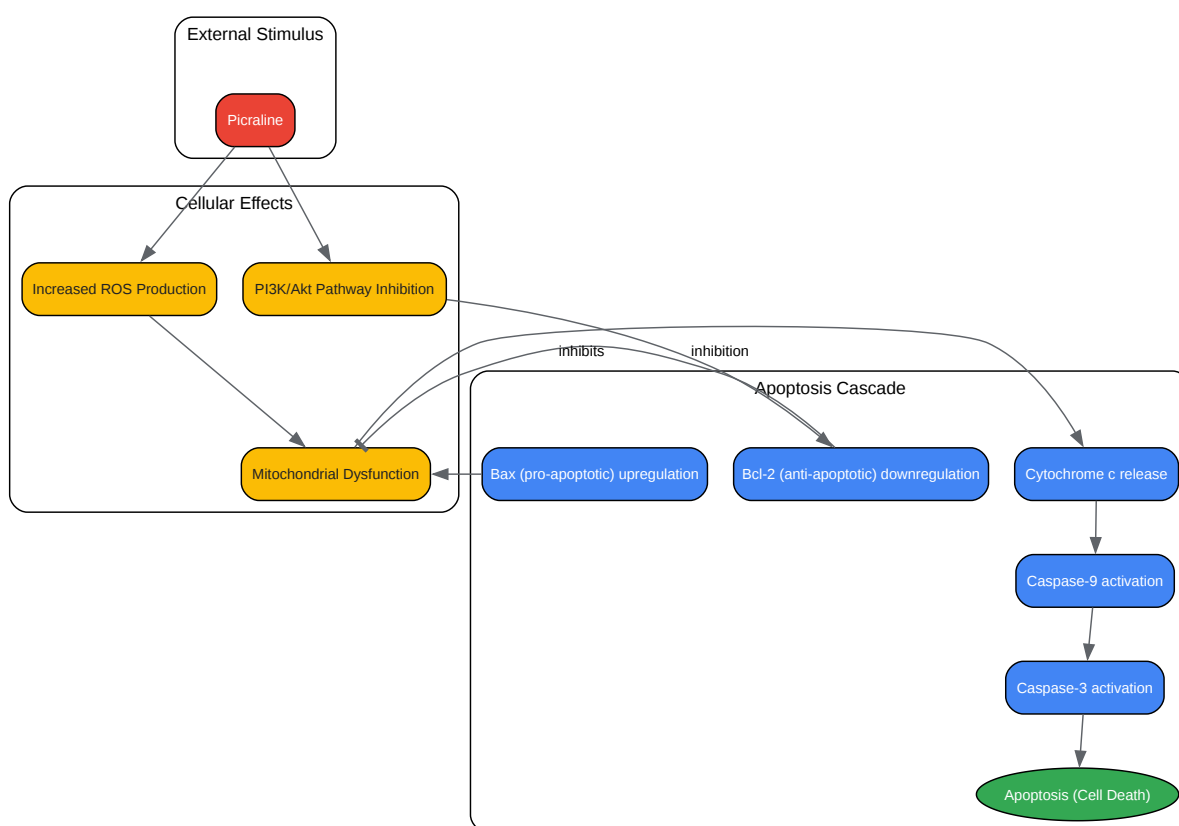 External Stimulus
Picraline
Cellular Effects
Increased ROS Production
PI3K/Akt Pathway Inhibition
inhibits
inhibition
Apoptosis Cascade
Mitochondrial Dysfunction
Bax (pro-apoptotic) upregulation
Bcl-2 (anti-apoptotic) downregulation
Cytochrome c release
Caspase-9 activation
Caspase-3 activation
Apoptosis (Cell Death)